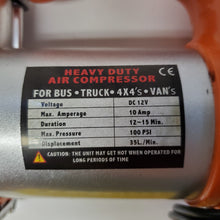 HEAVY DUTY
AIR COMPRESSOR
CE
FOR BUS • TRUCK • 4X4's • VAN's
Voltage DC 12V
Max. Amperage 10 Amp
Duration 12-15 Min.
Max. Pressure 100 PSI
Displacement 35L./Min.
CAUTION: THE UNIT MAY GET HOT WHEN OPERATED FOR
LONG PERIODS OF TIME